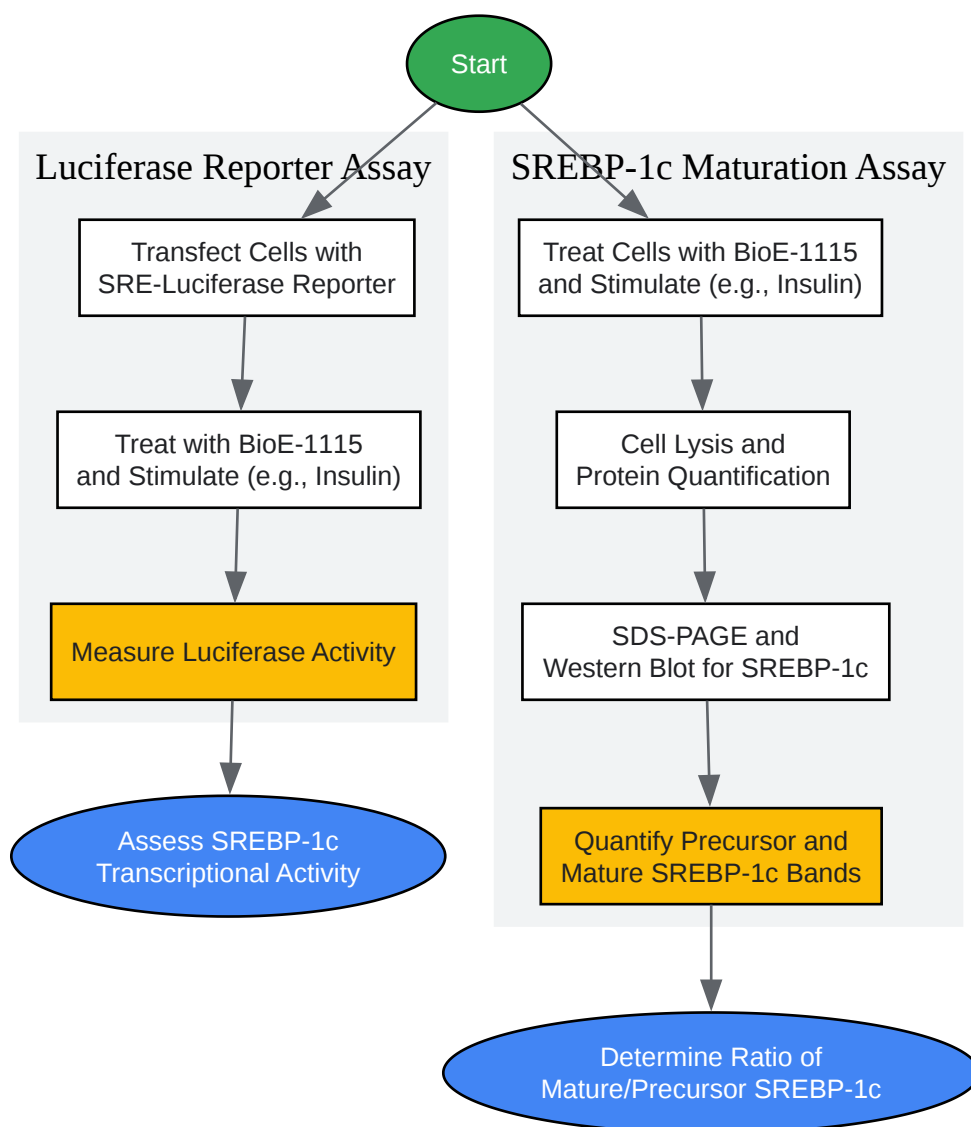 Start
Luciferase Reporter Assay
Transfect Cells with
SRE-Luciferase Reporter
Treat with BioE-1115
and Stimulate (e.g., Insulin)
Measure Luciferase Activity
Assess SREBP-1c
Transcriptional Activity
SREBP-1c Maturation Assay
Treat Cells with BioE-1115
and Stimulate (e.g., Insulin)
Cell Lysis and
Protein Quantification
SDS-PAGE and
Western Blot for SREBP-1c
Quantify Precursor and
Mature SREBP-1c Bands
Determine Ratio of
Mature/Precursor SREBP-1c